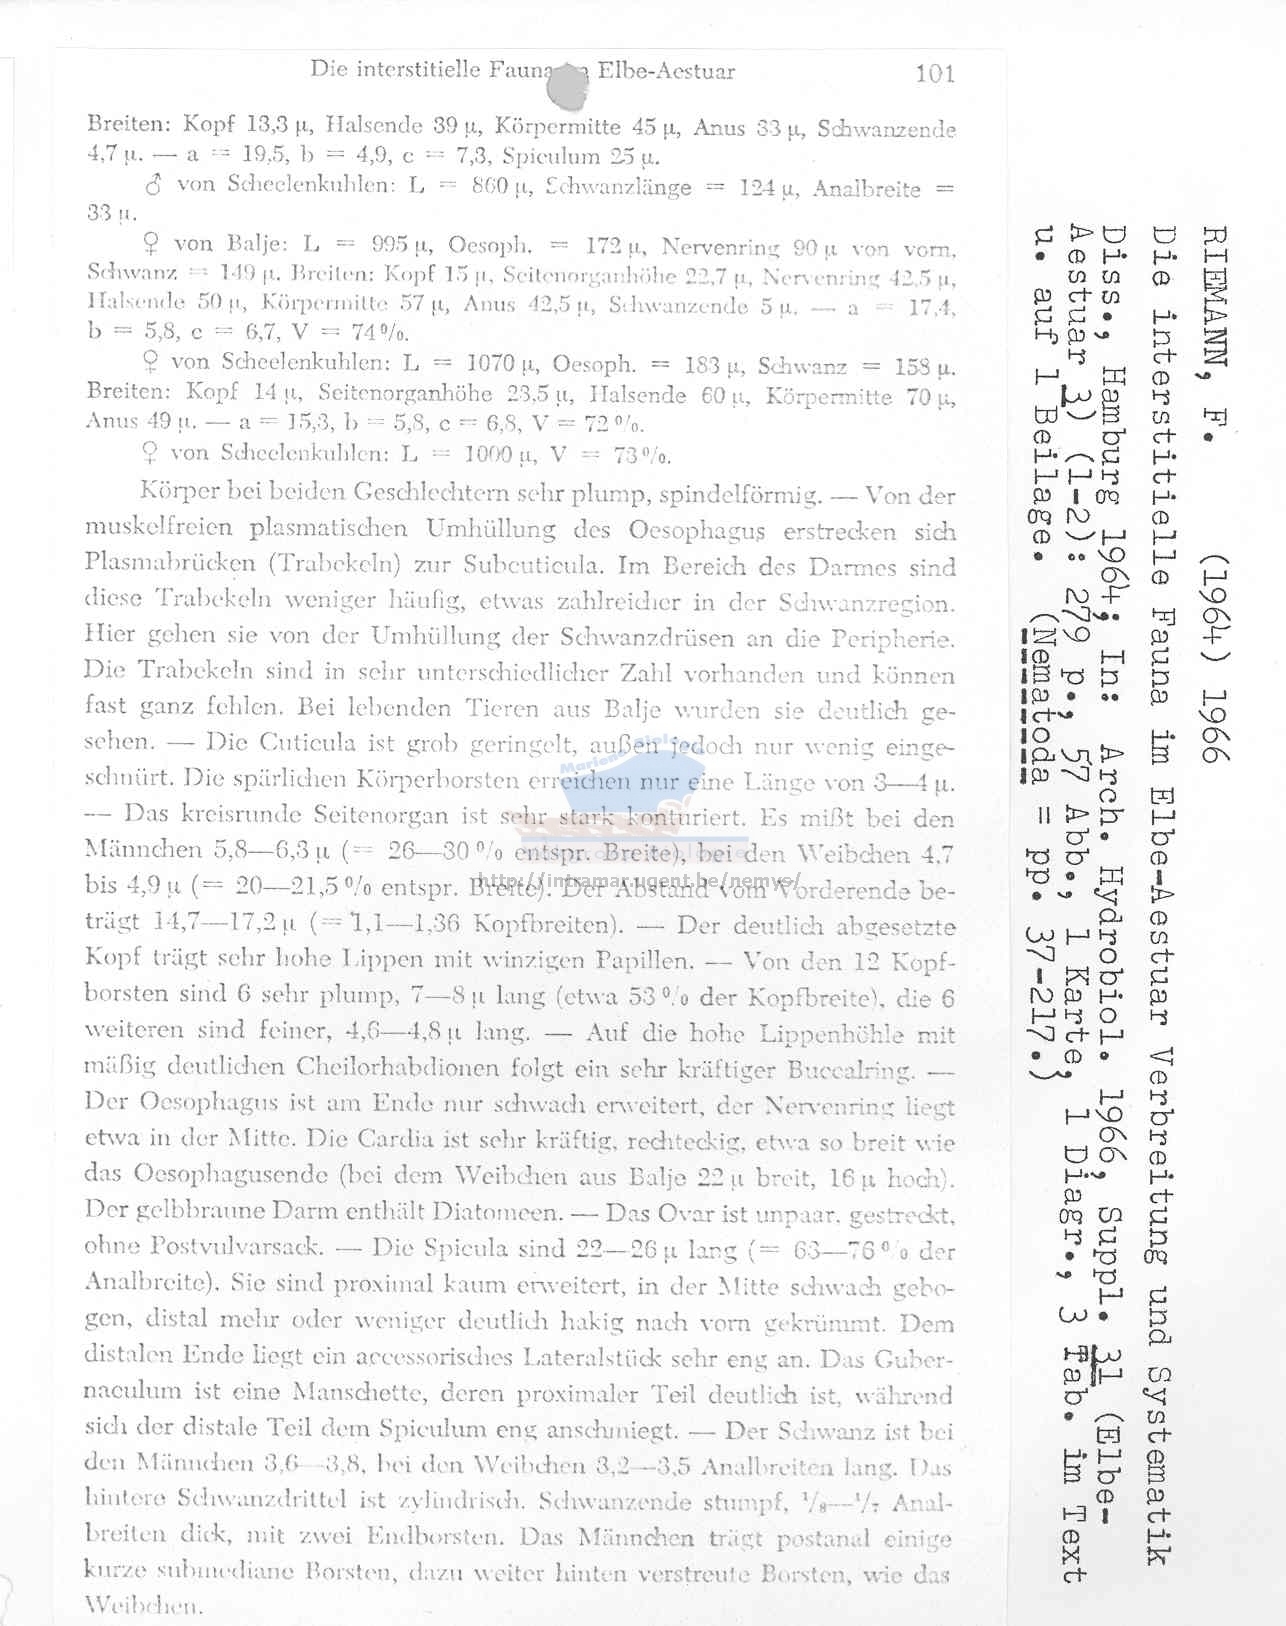 Die interstitielle Fauna Elbe-Aestuar 101
Breiten: Kopf 13,3 µ, Halsende 39 µ, Körpermitte 45 µ, Anus 33 µ, Schwanzende
4,7 µ. — a = 19,5, b = 4,9, c = 7,3, Spiculum 25 µ.
♂ von Scheelenkuhlen: L = 860 µ, Schwanzlänge = 124 µ, Analbreite =
33 µ.
♀ von Balje: L = 995 µ, Oesoph. = 172 µ, Nervenring 90 µ von vorn,
Schwanz = 149 µ. Breiten: Kopf 15 µ, Seitenorganhöhe 22,7 µ, Nervenring 42,5 µ,
Halsende 50 µ, Körpermitte 57 µ, Anus 42,5 µ, Schwanzende 5 µ. — a = 17,4,
b = 5,8, c = 6,7, V = 74 %.
♀ von Scheelenkuhlen: L = 1070 µ, Oesoph. = 183 µ, Schwanz = 158 µ.
Breiten: Kopf 14 µ, Seitenorganhöhe 23,5 µ, Halsende 60 µ, Körpermitte 70 µ,
Anus 49 µ. — a = 15,3, b = 5,8, c = 6,8, V = 72 %.
♀ von Scheelenkuhlen: L = 1000 µ, V = 73 %.
Körper bei beiden Geschlechtern sehr plump, spindelförmig. — Von der
muskelfreien plasmatischen Umhüllung des Oesophagus erstrecken sich
Plasmabrücken (Trabekeln) zur Subcuticula. Im Bereich des Darmes sind
diese Trabekeln weniger häufig, etwas zahlreicher in der Schwanzregion.
Hier gehen sie von der Umhüllung der Schwanzdrüsen an die Peripherie.
Die Trabekeln sind in sehr unterschiedlicher Zahl vorhanden und können
fast ganz fehlen. Bei lebenden Tieren aus Balje wurden sie deutlich ge-
sehen. — Die Cuticula ist grob geringelt, außen jedoch nur wenig einge-
schnürt. Die spärlichen Körperborsten erreichen nur eine Länge von 3—4 µ.
— Das kreisrunde Seitenorgan ist sehr stark konturiert. Es mißt bei den
Männchen 5,8—6,3 µ (= 26—30 % entspr. Breite), bei den Weibchen 4,7
bis 4,9 µ (= 20—21,5 % entspr. Breite). Der Abstand vom Vorderende be-
trägt 14,7—17,2 µ (= 1,1—1,36 Kopfbreiten). — Der deutlich abgesetzte
Kopf trägt sehr hohe Lippen mit winzigen Papillen. — Von den 12 Kopf-
borsten sind 6 sehr plump, 7—8 µ lang (etwa 53 % der Kopfbreite), die 6
weiteren sind feiner, 4,6—4,8 µ lang. — Auf die hohe Lippenhöhle mit
mäßig deutlichen Cheilorhabdionen folgt ein sehr kräftiger Buccalring. —
Der Oesophagus ist am Ende nur schwach erweitert, der Nervenring liegt
etwa in der Mitte. Die Cardia ist sehr kräftig, rechteckig, etwa so breit wie
das Oesophagusende (bei dem Weibchen aus Balje 22 µ breit, 16 µ hoch).
Der gelbbraune Darm enthält Diatomeen. — Das Ovar ist unpaar, gestreckt,
ohne Postvulvarsack. — Die Spicula sind 22—26 µ lang (= 63—76 % der
Analbreite). Sie sind proximal kaum erweitert, in der Mitte schwach gebo-
gen, distal mehr oder weniger deutlich hakig nach vorn gekrümmt. Dem
distalen Ende liegt ein accessorisches Lateralstück sehr eng an. Das Guber-
naculum ist eine Manschette, deren proximaler Teil deutlich ist, während
sich der distale Teil dem Spiculum eng anschmiegt. — Der Schwanz ist bei
den Männchen 3,6—3,8, bei den Weibchen 3,2—3,5 Analbreiten lang. Das
hintere Schwanzdrittel ist zylindrisch. Schwanzende stumpf, 1/8—1/7 Anal-
breiten dick, mit zwei Endborsten. Das Männchen trägt postanal einige
kurze submediane Borsten, dazu weiter hinten verstreute Borsten, wie das
Weibchen.
http://intramar.ugent.be/nemys/
RIEMANN, F. (1964) 1966
Die interstitielle Fauna im Elbe-Aestuar Verbreitung und Systematik
Diss., Hamburg 1964; In: Arch. Hydrobiol. 1966, Suppl. 31 (Elbe-
Aestuar 3) (1-2): 279 p., 57 Abb., 1 Karte, 1 Diagr., 3 Tab. im Text
u. auf 1 Beilage. (Nematoda = pp. 37-217.)